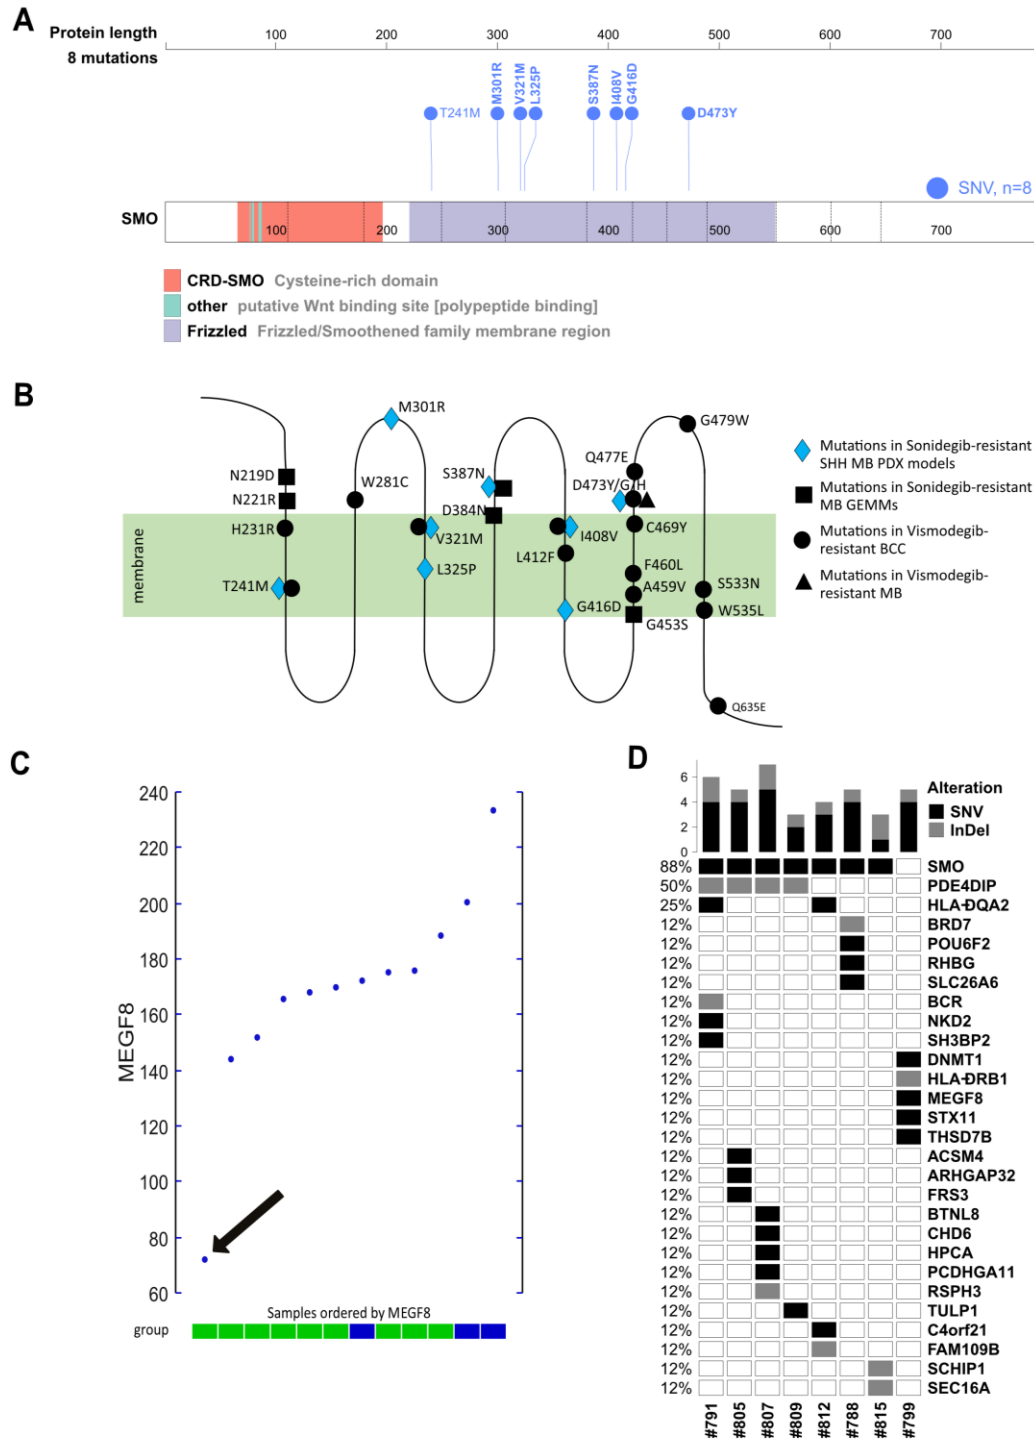 A
Protein length
100 200 300 400 500 600 700
8 mutations
T241M
M301R
V321M
L325P
S387N
I408V
G416D
D473Y
SNV, n=8
SMO
100 200 300 400 500 600 700
CRD-SMO Cysteine-rich domain
other putative Wnt binding site [polypeptide binding]
Frizzled Frizzled/Smoothened family membrane region
B
membrane
N219D
N221R
H231R
T241M
W281C
M301R
V321M
L325P
S387N
D384N
I408V
L412F
G416D
Q477E
D473Y/G/H
C469Y
F460L
A459V
G453S
G479W
S533N
W535L
Q635E
Mutations in Sonidegib-resistant
SHH MB PDX models
Mutations in Sonidegib-resistant
MB GEMMs
Mutations in Vismodegib-
resistant BCC
Mutations in Vismodegib-
resistant MB
C
MEGF8
240
220
200
180
160
140
120
100
80
60
Samples ordered by MEGF8
group
D
6
4
2
0
Alteration
SNV
InDel
88% SMO
50% PDE4DIP
25% HLA-DQA2
12% BRD7
12% POU6F2
12% RHBG
12% SLC26A6
12% BCR
12% NKD2
12% SH3BP2
12% DNMT1
12% HLA-DRB1
12% MEGF8
12% STX11
12% THSD7B
12% ACSM4
12% ARHGAP32
12% FRS3
12% BTNL8
12% CHD6
12% HPCA
12% PCDHGA11
12% RSPH3
12% TULP1
12% C4orf21
12% FAM109B
12% SCHIP1
12% SEC16A
#791 #805 #807 #809 #812 #788 #815 #799